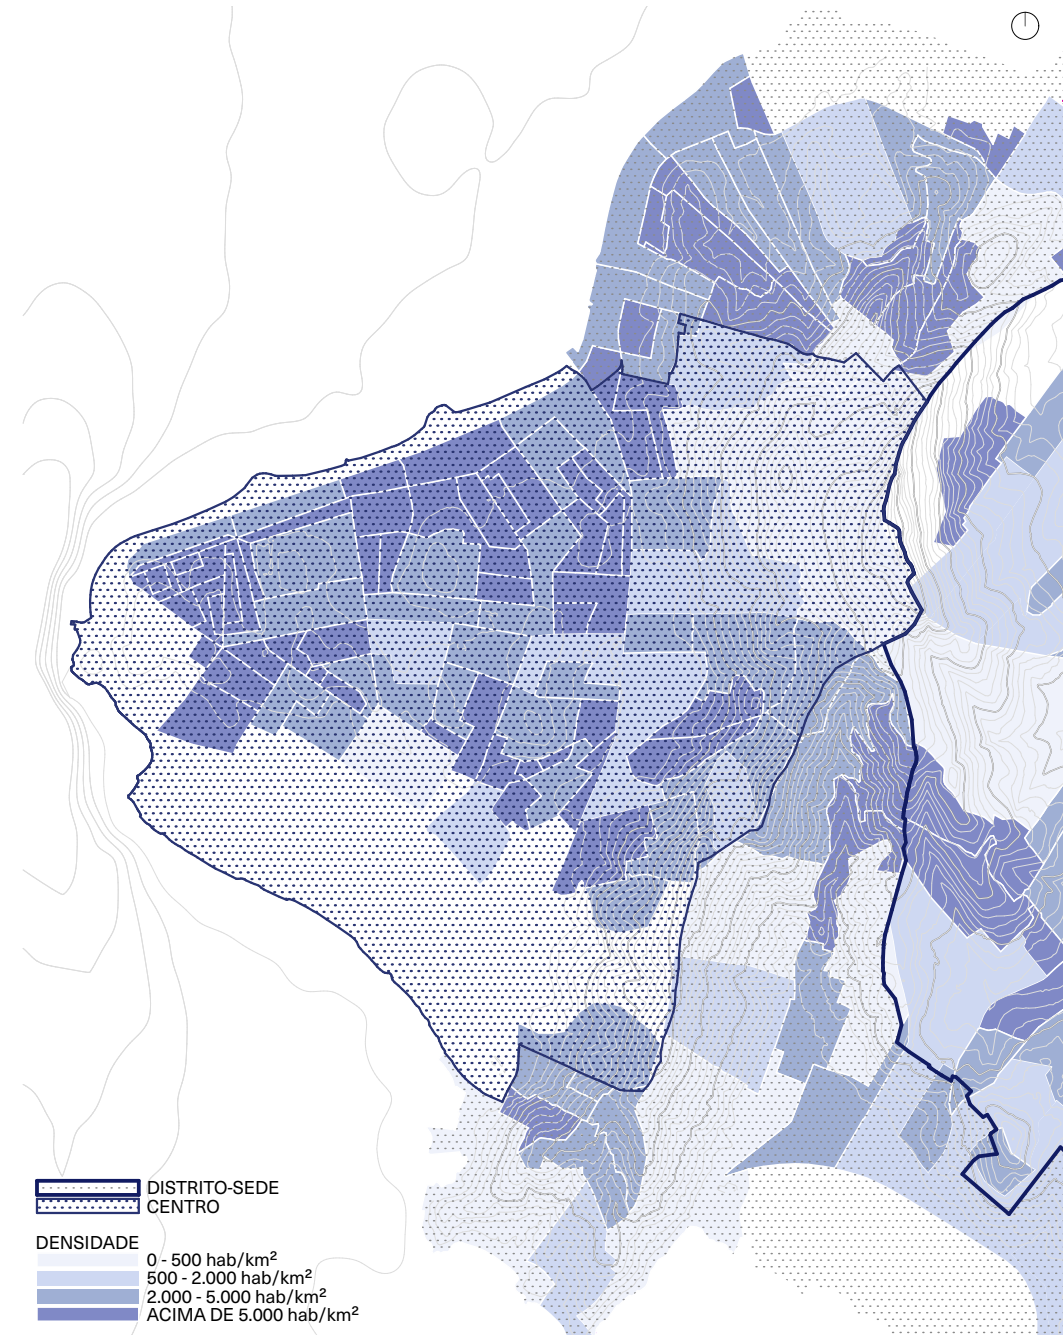 DISTRITO-SEDE
CENTRO
DENSIDADE
0 - 500 hab/km²
500 - 2.000 hab/km²
2.000 - 5.000 hab/km²
ACIMA DE 5.000 hab/km²